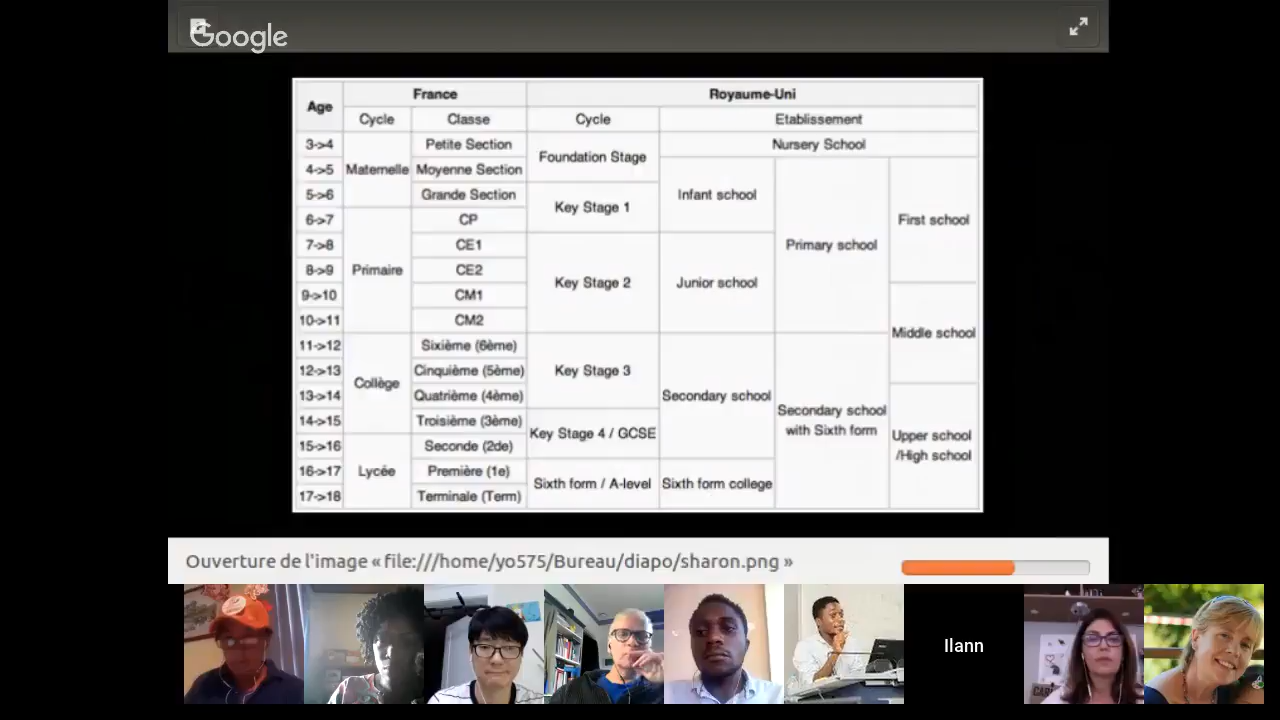 Google
Age France Royaume-Uni
Cycle Classe Cycle Etablissement
3->4 Maternelle Petite Section Foundation Stage Nursery School
4->5 Moyenne Section Infant school Primary school First school
5->6 Grande Section Key Stage 1
6->7 Primaire CP
7->8 CE1 Key Stage 2 Junior school
8->9 CE2
9->10 CM1 Middle school
10->11 CM2
11->12 Collège Sixième (6ème) Key Stage 3 Secondary school Secondary school with Sixth form
12->13 Cinquième (5ème)
13->14 Quatrième (4ème) Upper school /High school
14->15 Troisième (3ème) Key Stage 4 / GCSE
15->16 Lycée Seconde (2de)
16->17 Première (1e) Sixth form / A-level Sixth form college
17->18 Terminale (Term)
Ouverture de l'image « file:///home/yo575/Bureau/diapo/sharon.png »
Ilann